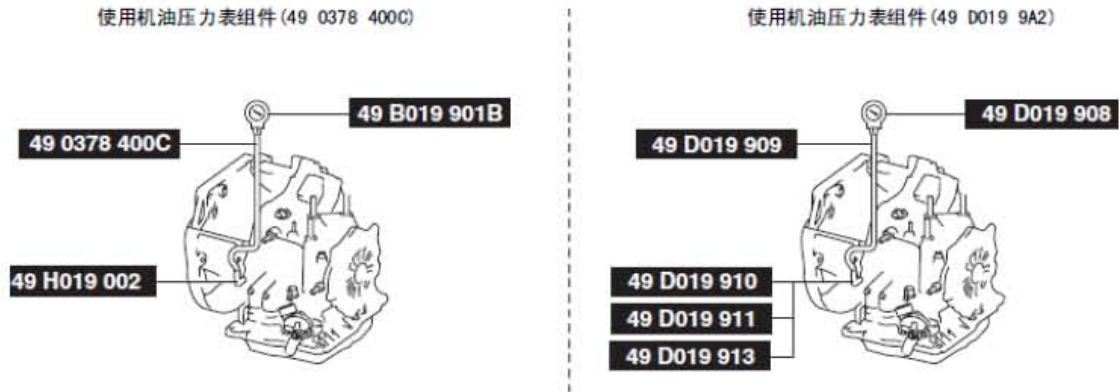 使用机油压力表组件(49 0378 400C)
49 B019 901B
49 0378 400C
49 H019 002
使用机油压力表组件(49 D019 9A2)
49 D019 908
49 D019 909
49 D019 910
49 D019 911
49 D019 913